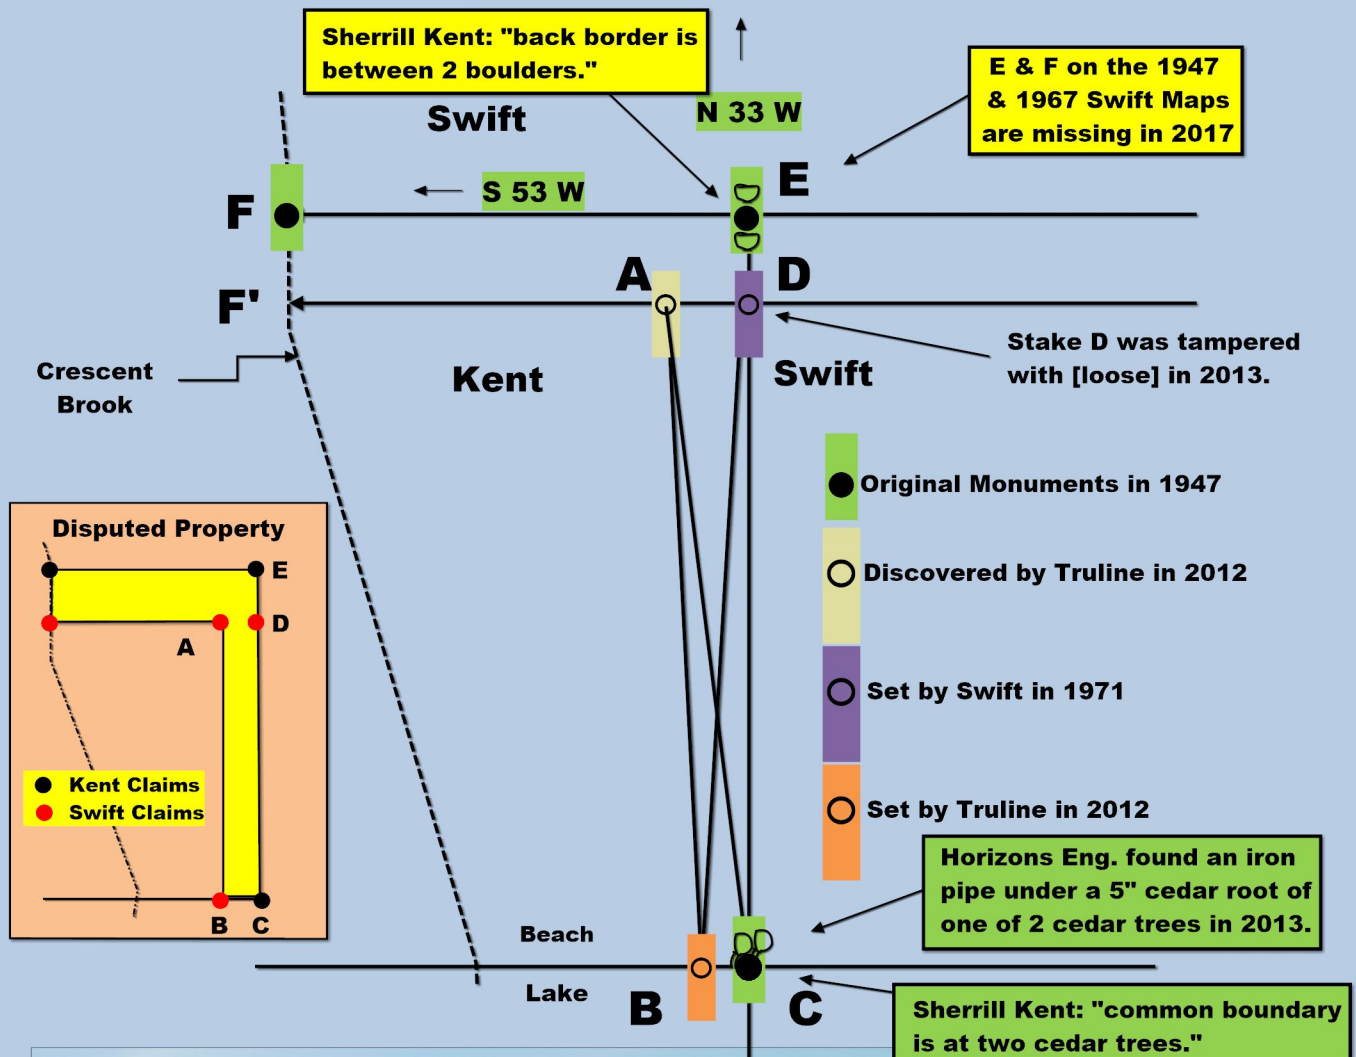 Sherrill Kent: "back border is
between 2 boulders."
Swift
N 33 W
E & F on the 1947
& 1967 Swift Maps
are missing in 2017
S 53 W
E
F
A
D
F'
Stake D was tampered
with [loose] in 2013.
Crescent
Brook
Kent
Swift
Original Monuments in 1947
Discovered by Truline in 2012
Set by Swift in 1971
Set by Truline in 2012
Disputed Property
E
D
A
Kent Claims
Swift Claims
B
C
Horizons Eng. found an iron
pipe under a 5" cedar root of
one of 2 cedar trees in 2013.
Beach
Lake
B
C
Sherrill Kent: "common boundary
is at two cedar trees."